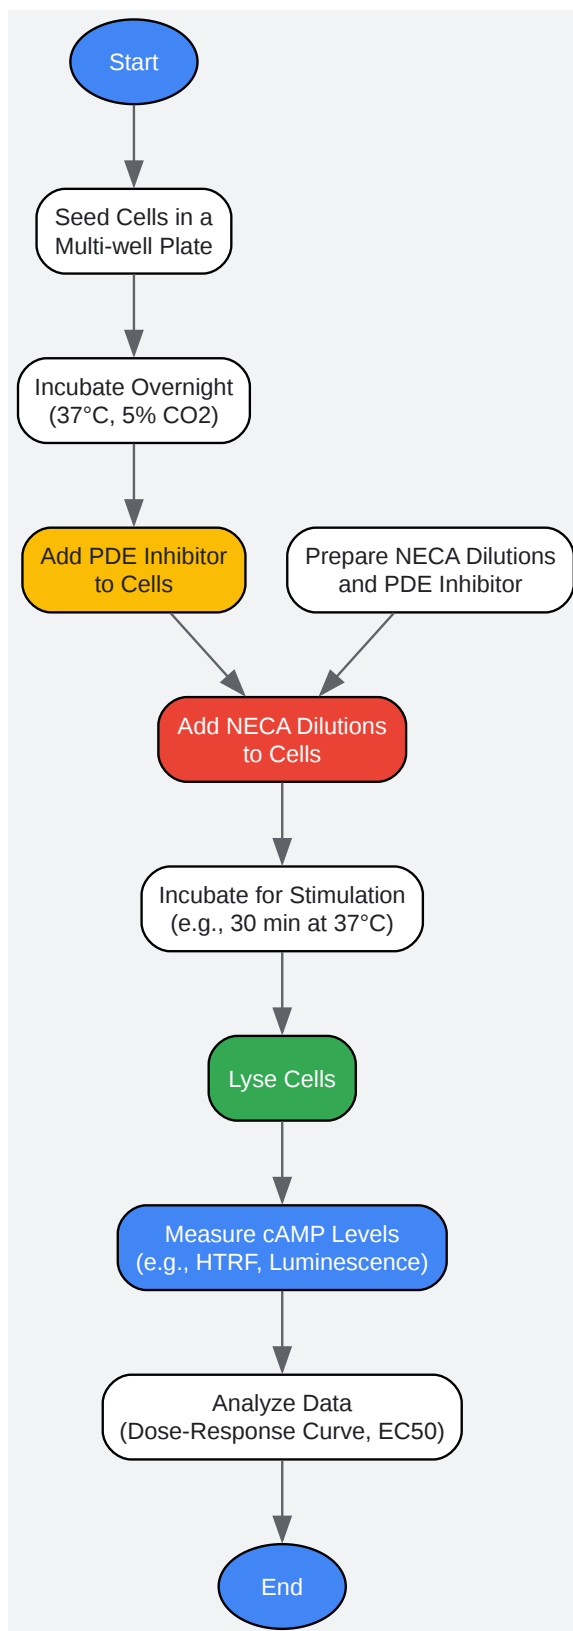 Start
Seed Cells in a
Multi-well Plate
Incubate Overnight
(37°C, 5% CO2)
Add PDE Inhibitor
to Cells
Prepare NECA Dilutions
and PDE Inhibitor
Add NECA Dilutions
to Cells
Incubate for Stimulation
(e.g., 30 min at 37°C)
Lyse Cells
Measure cAMP Levels
(e.g., HTRF, Luminescence)
Analyze Data
(Dose-Response Curve, EC50)
End